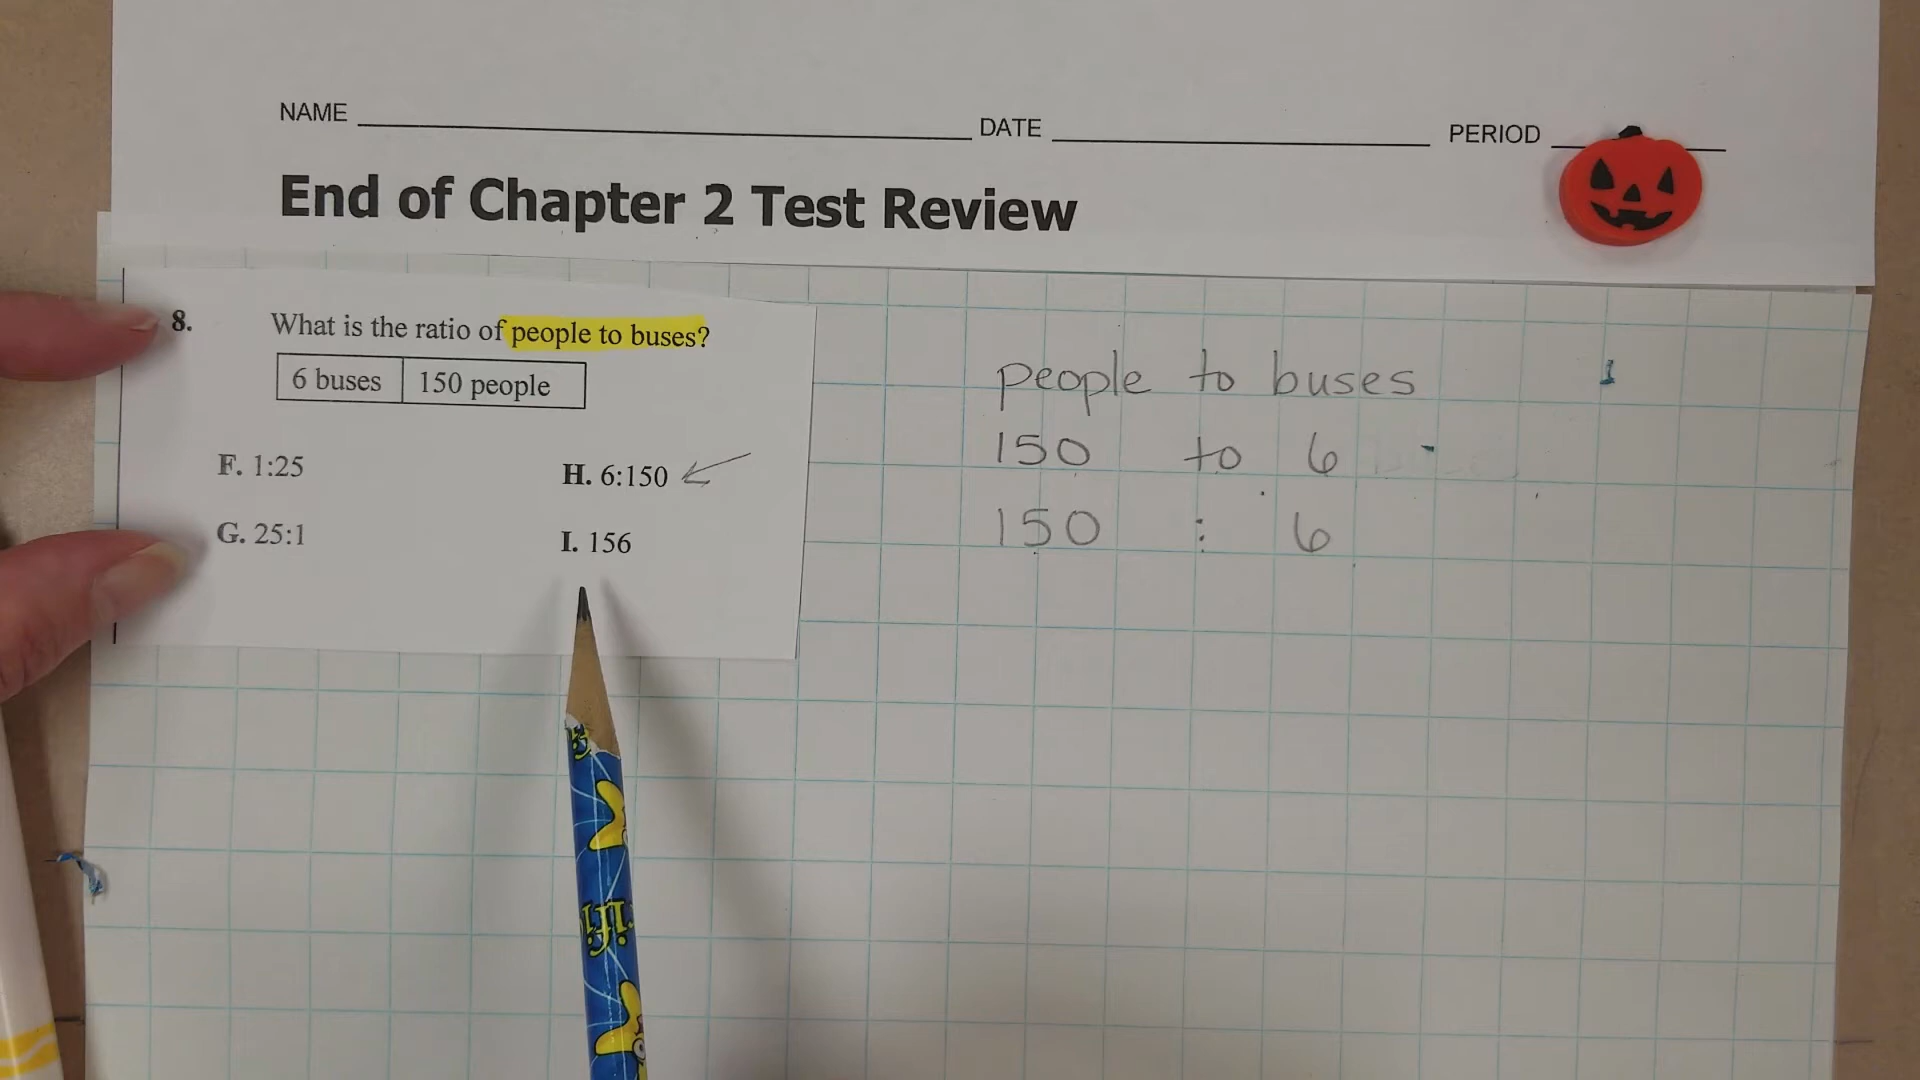 NAME DATE PERIOD
End of Chapter 2 Test Review
8. What is the ratio of people to buses?
6 buses 150 people
F. 1:25 H. 6:150
G. 25:1 I. 156
people to buses
150 to 6
150 : 6